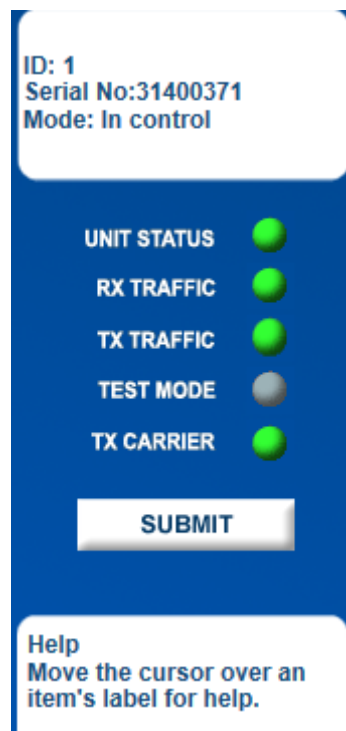 ID: 1
Serial No:31400371
Mode: In control
UNIT STATUS
RX TRAFFIC
TX TRAFFIC
TEST MODE
TX CARRIER
SUBMIT
Help
Move the cursor over an
item's label for help.